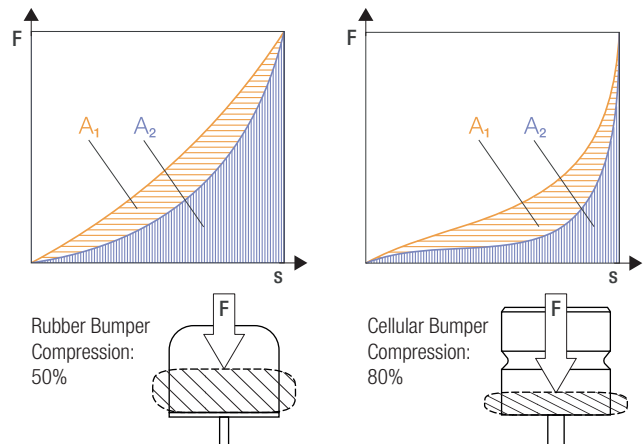 F
A₁
A₂
s
F
A₁
A₂
s
Rubber Bumper
Compression:
50%
F
Cellular Bumper
Compression:
80%
F